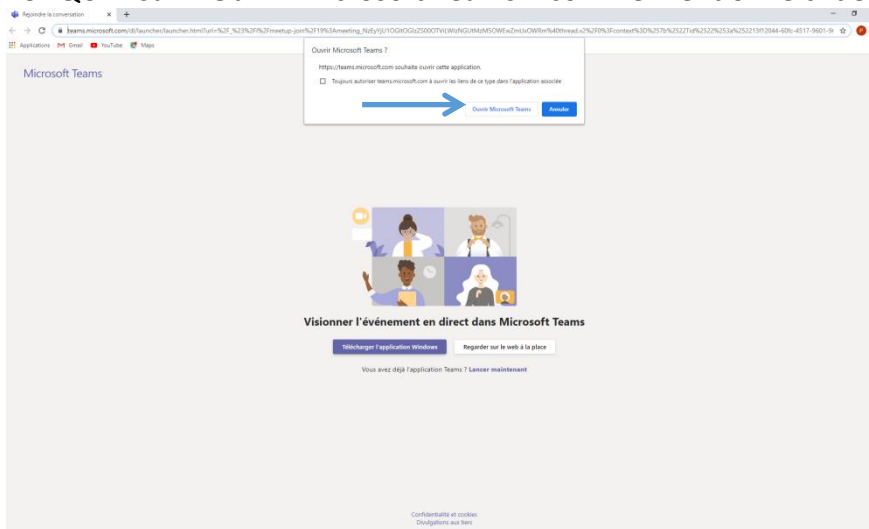 Rejoindre la conversation
Applications Gmail YouTube Maps
Microsoft Teams
Ouvrir Microsoft Teams ?
https://teams.microsoft.com souhaite ouvrir cette application.
Toujours autoriser teams.microsoft.com à ouvrir les liens de ce type dans l'application associée
Ouvrir Microsoft Teams Annuler
Visionner l'événement en direct dans Microsoft Teams
Télécharger l'application Windows Regarder sur le web à la place
Vous avez déjà l'application Teams ? Lancer maintenant
Confidentialité et cookies
Divulgations aux tiers